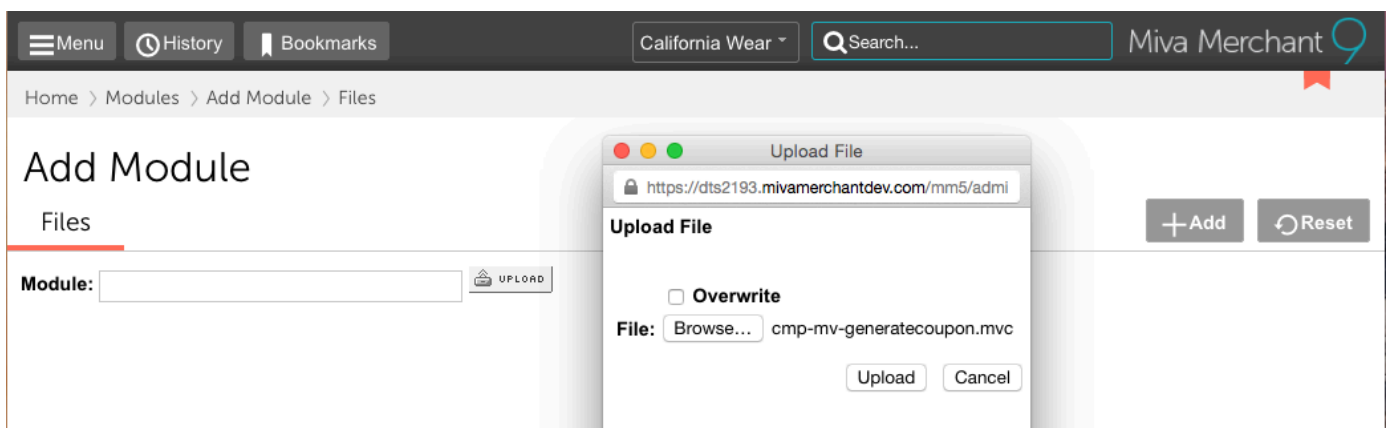 Menu History Bookmarks California Wear Search... Miva Merchant 9
Home 〉 Modules 〉 Add Module 〉 Files
Add Module
Files
+Add Reset
Module: UPLOAD
Upload File
https://dts2193.mivamerchantdev.com/mm5/admi
Upload File
Overwrite
File: Browse... cmp-mv-generatecoupon.mvc
Upload Cancel